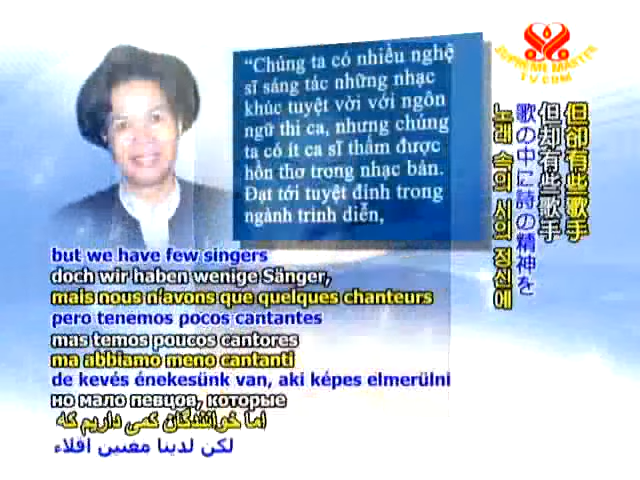 SUPREME MASTER
TV.COM
“Chúng ta có nhiều nghệ
sĩ sáng tác những nhạc
khúc tuyệt vời với ngôn
ngữ thi ca, nhưng chúng
ta có ít ca sĩ thấm được
hồn thơ trong nhạc bản.
Đạt tới tuyệt đỉnh trong
ngành trình diễn,
但卻有些歌手
但却有些歌手
歌の中に詩の精神を
노래 속의 시의 정신에
but we have few singers
doch wir haben wenige Sänger,
mais nous n'avons que quelques chanteurs
pero tenemos pocos cantantes
mas temos poucos cantores
ma abbiamo meno cantanti
de kevés énekesünk van, aki képes elmerülni
но мало певцов, которые
اما خوانندگان کمی داریم که
لكن لدينا مغنين اقلاء